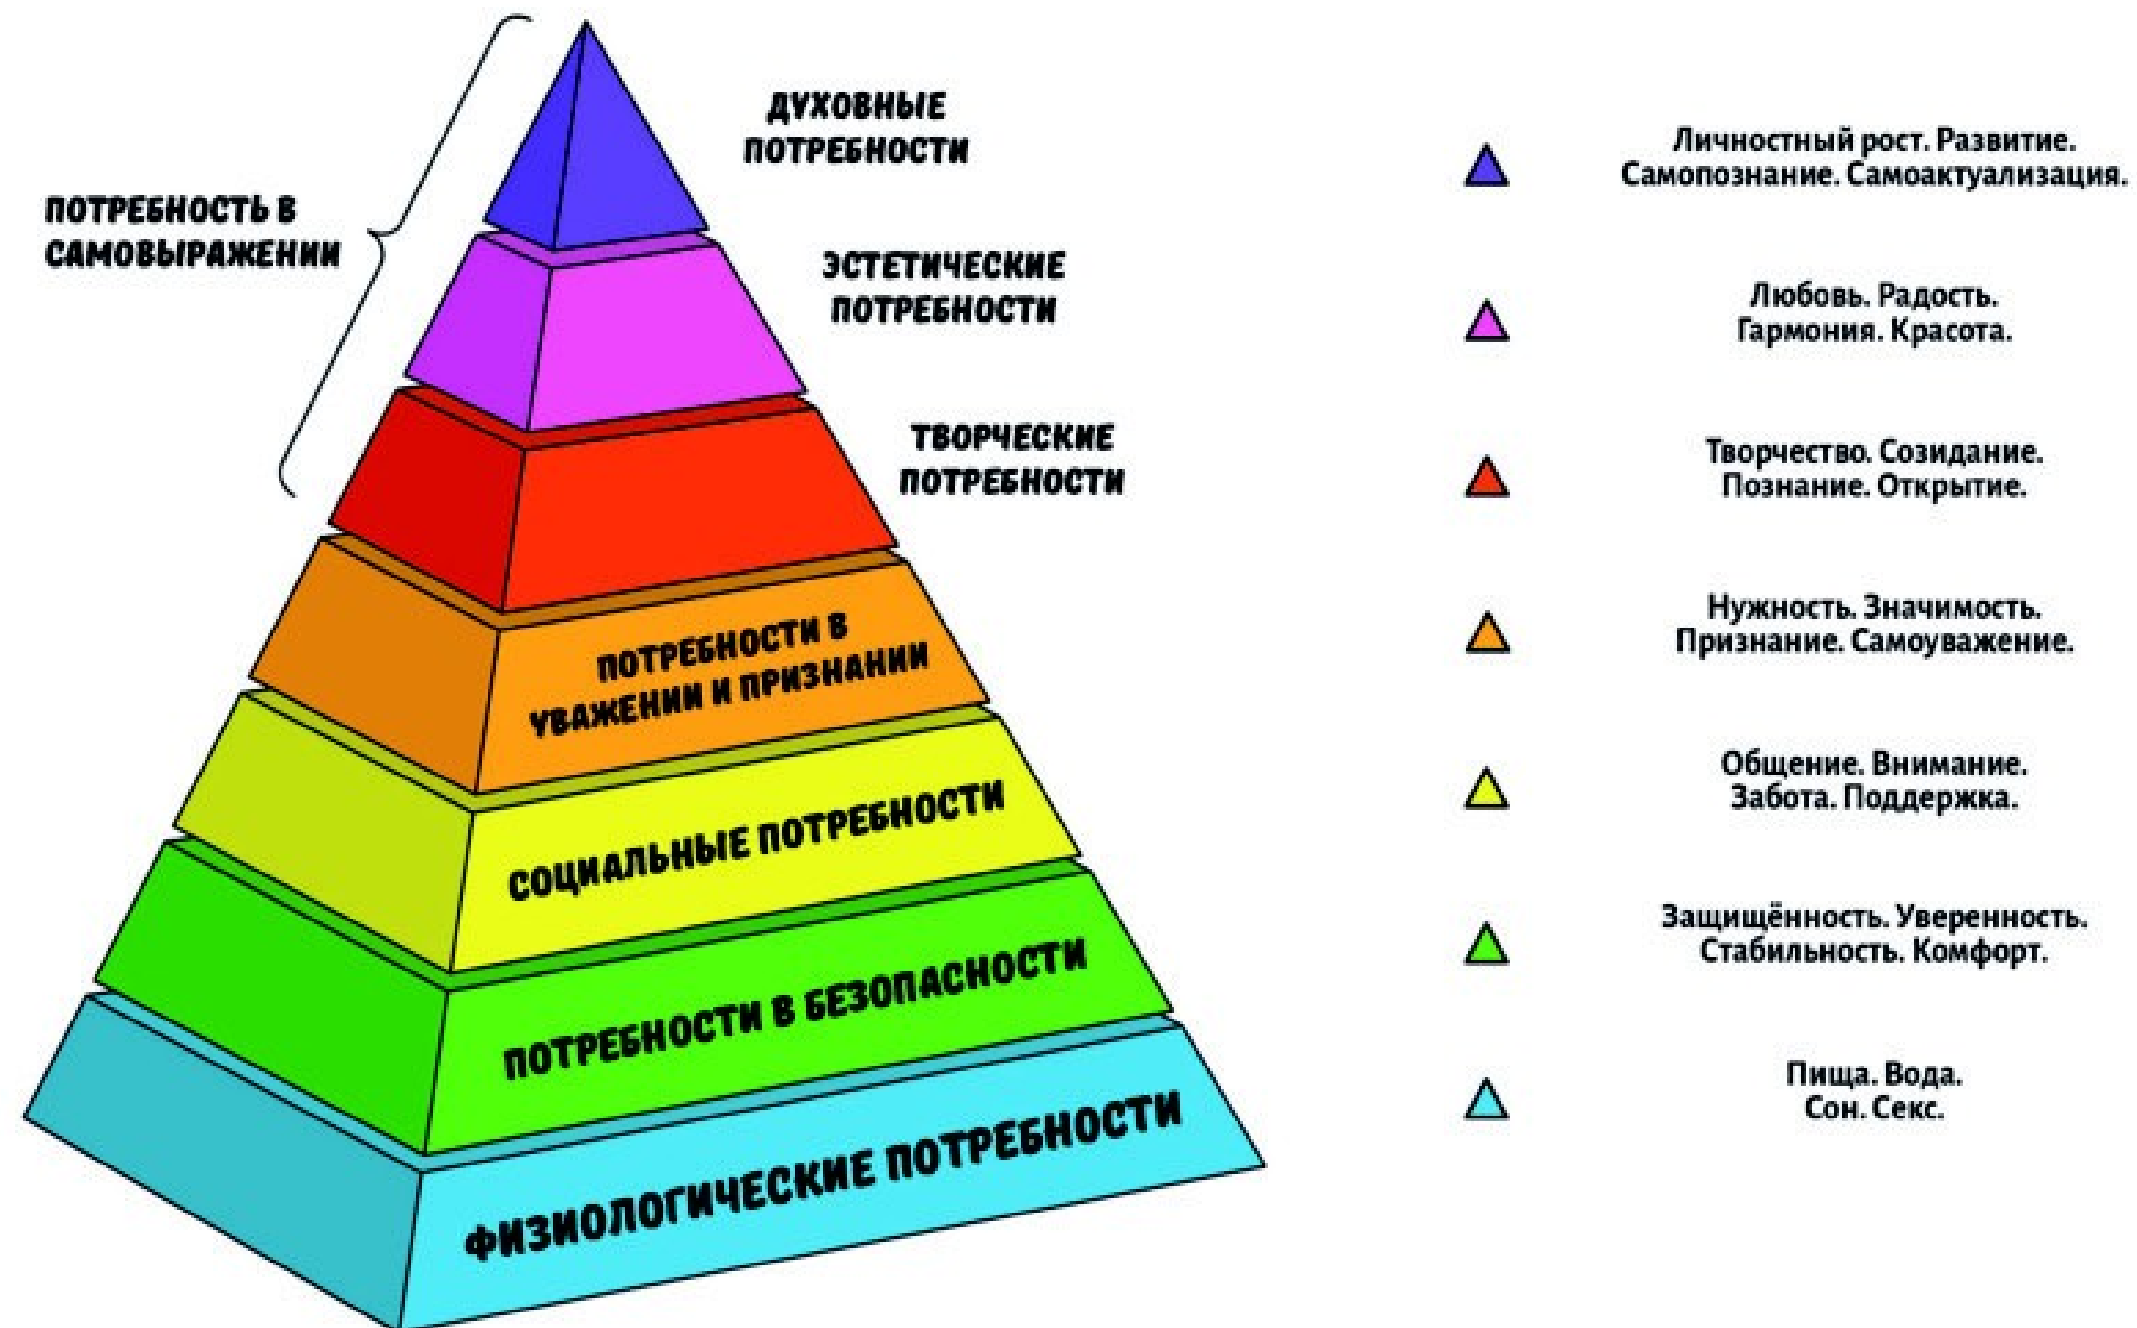 ПОТРЕБНОСТЬ В
САМОВЫРАЖЕНИИ
ДУХОВНЫЕ
ПОТРЕБНОСТИ
ЭСТЕТИЧЕСКИЕ
ПОТРЕБНОСТИ
ТВОРЧЕСКИЕ
ПОТРЕБНОСТИ
ПОТРЕБНОСТИ В
УВАЖЕНИИ И ПРИЗНАНИИ
СОЦИАЛЬНЫЕ ПОТРЕБНОСТИ
ПОТРЕБНОСТИ В БЕЗОПАСНОСТИ
ФИЗИОЛОГИЧЕСКИЕ ПОТРЕБНОСТИ
Личностный рост. Развитие.
Самопознание. Самоактуализация.
Любовь. Радость.
Гармония. Красота.
Творчество. Созидание.
Познание. Открытие.
Нужность. Значимость.
Признание. Самоуважение.
Общение. Внимание.
Забота. Поддержка.
Защищённость. Уверенность.
Стабильность. Комфорт.
Пища. Вода.
Сон. Секс.